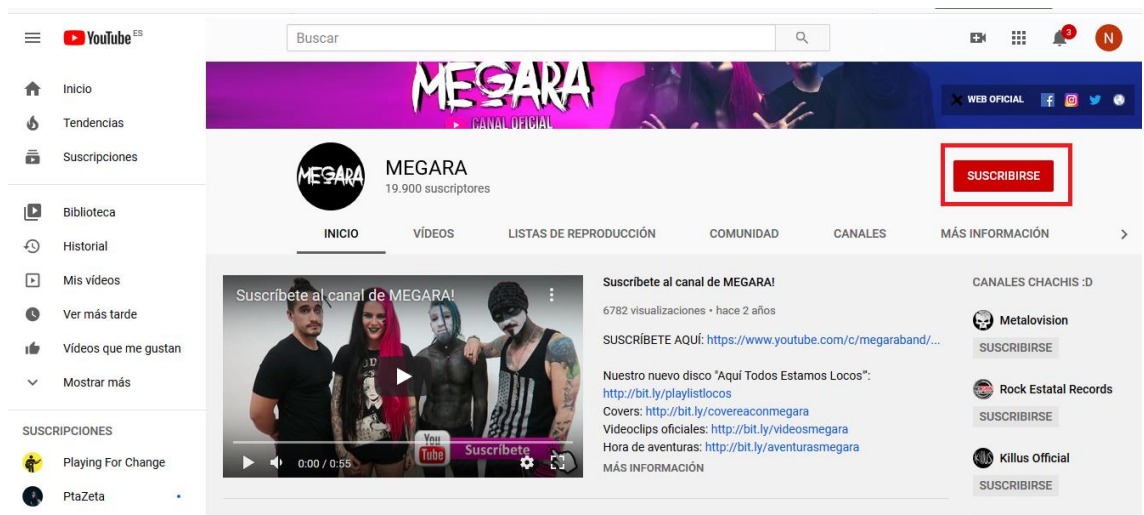 YouTube ES
Buscar
3
N
Inicio
Tendencias
Suscripciones
Biblioteca
Historial
Mis vídeos
Ver más tarde
Vídeos que me gustan
Mostrar más
SUSCRIPCIONES
Playing For Change
PtaZeta
MEGARA
CANAL OFICIAL
WEB OFICIAL
MEGARA
MEGARA
19.900 suscriptores
SUSCRIBIRSE
INICIO VÍDEOS LISTAS DE REPRODUCCIÓN COMUNIDAD CANALES MÁS INFORMACIÓN
Suscríbete al canal de MEGARA!
You
Tube
Suscríbete
0:00 / 0:55
Suscríbete al canal de MEGARA!
6782 visualizaciones • hace 2 años
SUSCRÍBETE AQUÍ: https://www.youtube.com/c/megaraband/...
Nuestro nuevo disco "Aquí Todos Estamos Locos":
http://bit.ly/playlistlocos
Covers: http://bit.ly/covereaconmegara
Videoclips oficiales: http://bit.ly/videosmegara
Hora de aventuras: http://bit.ly/aventurasmegara
MÁS INFORMACIÓN
CANALES CHACHIS :D
Metalovision
SUSCRIBIRSE
Rock Estatal Records
SUSCRIBIRSE
Killus Official
SUSCRIBIRSE